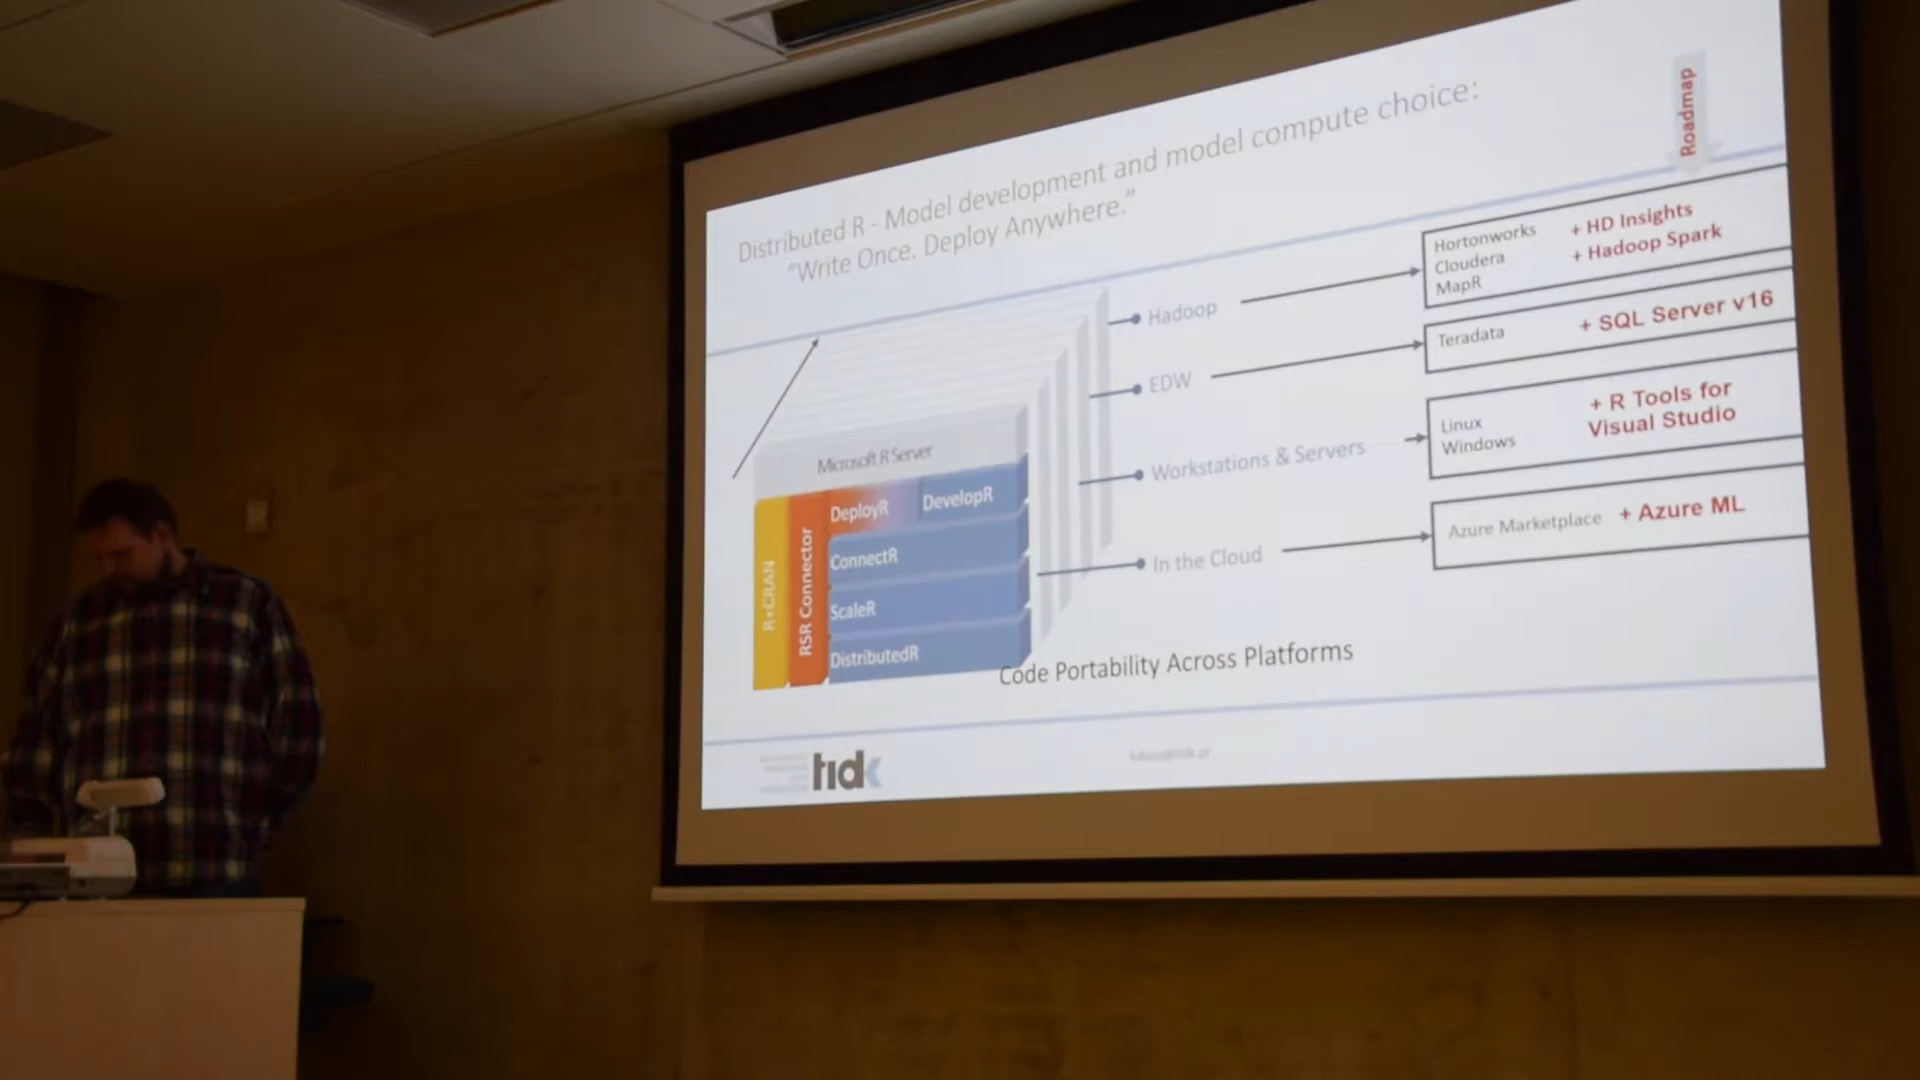 Roadmap
Distributed R - Model development and model compute choice:
"Write Once. Deploy Anywhere."
Hadoop
Hortonworks
Cloudera
MapR
+ HD Insights
+ Hadoop Spark
EDW
Teradata
+ SQL Server v16
Workstations & Servers
Linux
Windows
+ R Tools for
Visual Studio
In the Cloud
Azure Marketplace
+ Azure ML
Microsoft R Server
R+CRAN
RSR Connector
DeployR
DevelopR
ConnectR
ScaleR
DistributedR
Code Portability Across Platforms
tidk